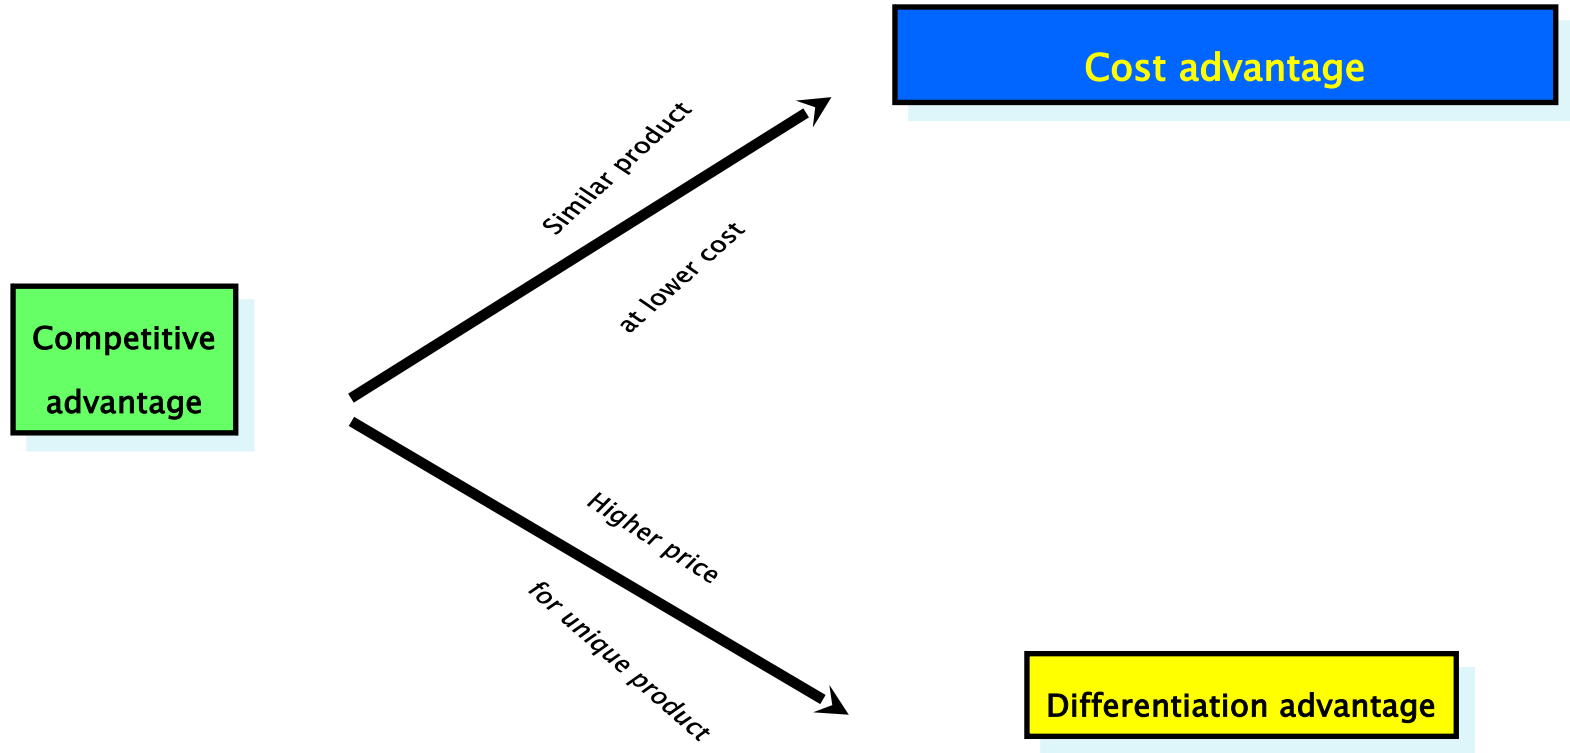 Cost advantage
Similar product
at lower cost
Competitive
advantage
Higher price
for unique product
Differentiation advantage